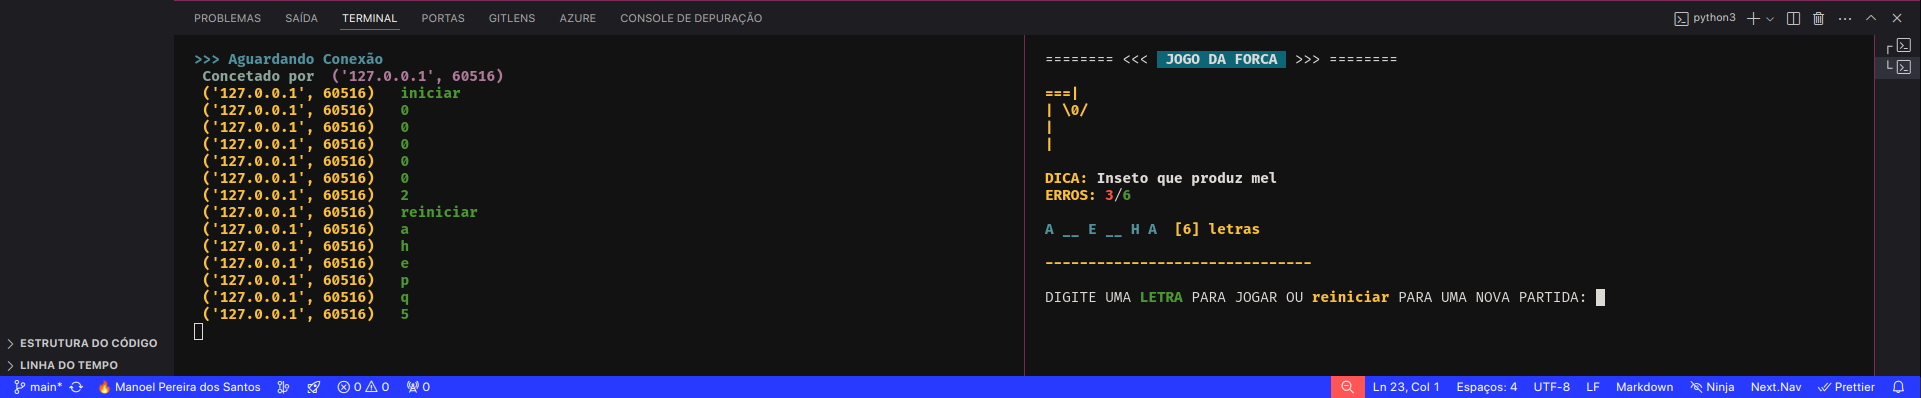 PROBLEMAS SAÍDA TERMINAL PORTAS GITLENS AZURE CONSOLE DE DEPURAÇÃO python3
>>> Aguardando Conexão
Concetado por ('127.0.0.1', 60516)
('127.0.0.1', 60516) iniciar
('127.0.0.1', 60516) 0
('127.0.0.1', 60516) 0
('127.0.0.1', 60516) 0
('127.0.0.1', 60516) 0
('127.0.0.1', 60516) 0
('127.0.0.1', 60516) 2
('127.0.0.1', 60516) reiniciar
('127.0.0.1', 60516) a
('127.0.0.1', 60516) h
('127.0.0.1', 60516) e
('127.0.0.1', 60516) p
('127.0.0.1', 60516) q
('127.0.0.1', 60516) 5
======== <<< JOGO DA FORCA >>> ========
===|
| \0/
|
|
DICA: Inseto que produz mel
ERROS: 3/6
A __ E __ H A [6] letras
-------------------------------
DIGITE UMA LETRA PARA JOGAR OU reiniciar PARA UMA NOVA PARTIDA:
ESTRUTURA DO CÓDIGO
LINHA DO TEMPO
main* Manoel Pereira dos Santos 0 0 0 Ln 23, Col 1 Espaços: 4 UTF-8 LF Markdown Ninja Next.Nav Prettier